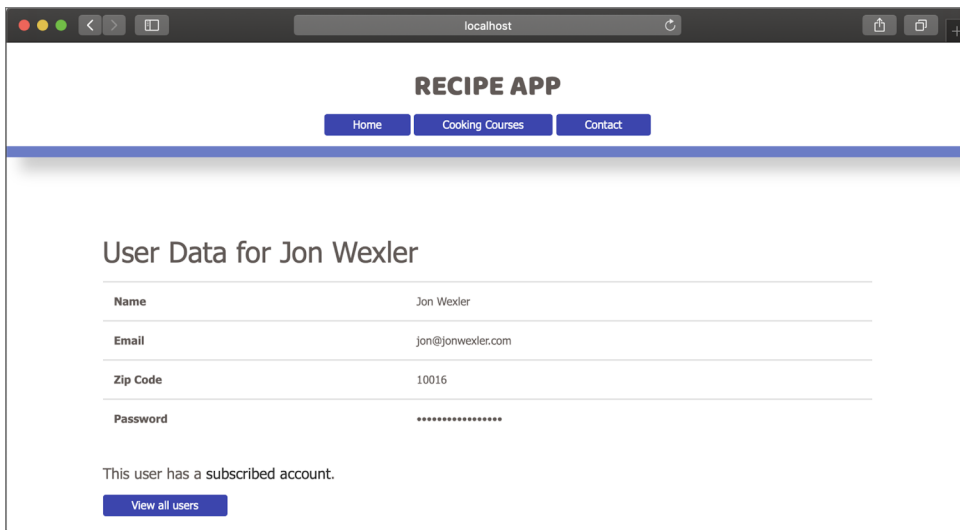 localhost
RECIPE APP
Home Cooking Courses Contact
User Data for Jon Wexler
Name Jon Wexler
Email jon@jonwexler.com
Zip Code 10016
Password •••••••••••••••••
This user has a subscribed account.
View all users